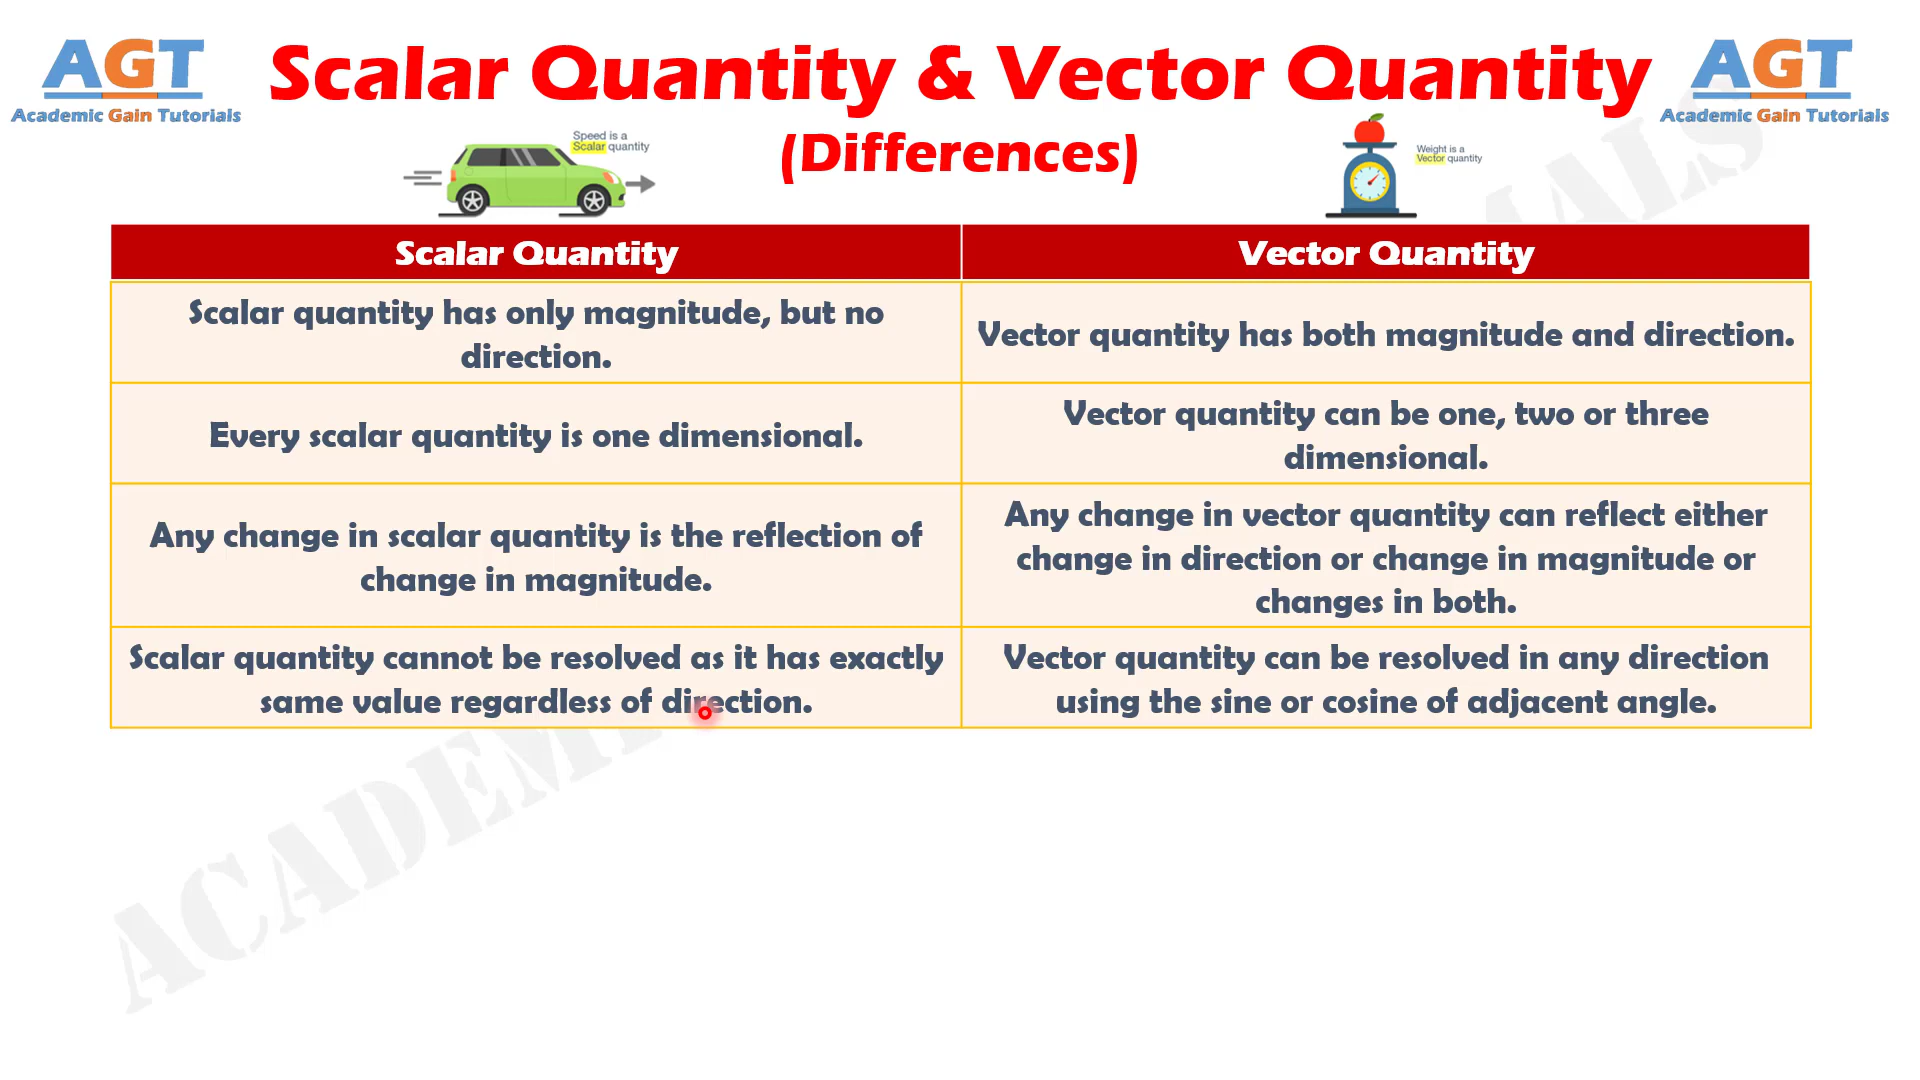 AGT
Academic Gain Tutorials
Scalar Quantity & Vector Quantity
(Differences)
AGT
Academic Gain Tutorials
Speed is a
Scalar quantity
Weight is a
Vector quantity
Scalar Quantity
Vector Quantity
Scalar quantity has only magnitude, but no
direction.
Vector quantity has both magnitude and direction.
Every scalar quantity is one dimensional.
Vector quantity can be one, two or three
dimensional.
Any change in scalar quantity is the reflection of
change in magnitude.
Any change in vector quantity can reflect either
change in direction or change in magnitude or
changes in both.
Scalar quantity cannot be resolved as it has exactly
same value regardless of direction.
Vector quantity can be resolved in any direction
using the sine or cosine of adjacent angle.